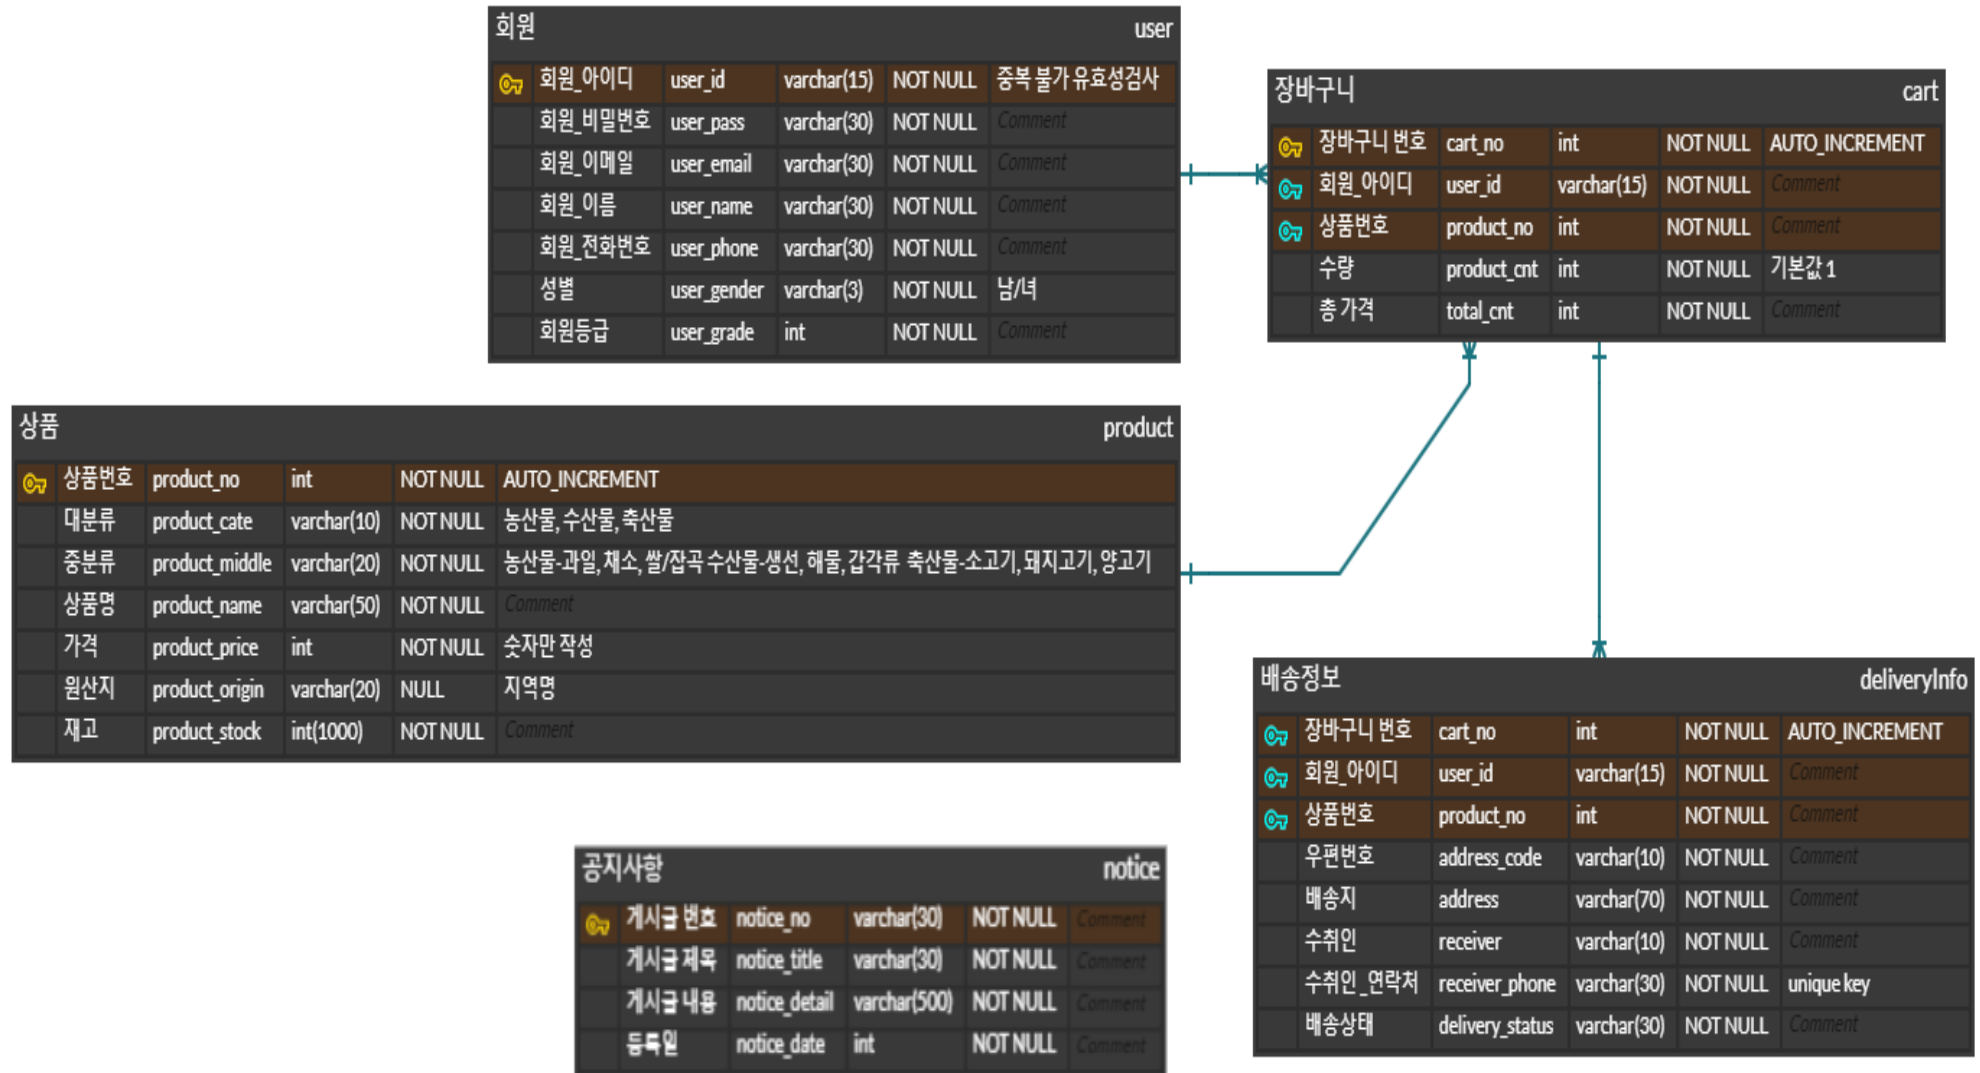 회원 user
회원_아이디 user_id varchar(15) NOT NULL 중복 불가 유효성검사
회원_비밀번호 user_pass varchar(30) NOT NULL Comment
회원_이메일 user_email varchar(30) NOT NULL Comment
회원_이름 user_name varchar(30) NOT NULL Comment
회원_전화번호 user_phone varchar(30) NOT NULL Comment
성별 user_gender varchar(3) NOT NULL 남/녀
회원등급 user_grade int NOT NULL Comment
장바구니 cart
장바구니 번호 cart_no int NOT NULL AUTO_INCREMENT
회원_아이디 user_id varchar(15) NOT NULL Comment
상품번호 product_no int NOT NULL Comment
수량 product_cnt int NOT NULL 기본값 1
총 가격 total_cnt int NOT NULL Comment
상품 product
상품번호 product_no int NOT NULL AUTO_INCREMENT
대분류 product_cate varchar(10) NOT NULL 농산물, 수산물, 축산물
중분류 product_middle varchar(20) NOT NULL 농산물-과일, 채소, 쌀/잡곡 수산물-생선, 해물, 갑각류 축산물-소고기, 돼지고기, 양고기
상품명 product_name varchar(50) NOT NULL Comment
가격 product_price int NOT NULL 숫자만 작성
원산지 product_origin varchar(20) NULL 지역명
재고 product_stock int(1000) NOT NULL Comment
배송정보 deliveryInfo
장바구니 번호 cart_no int NOT NULL AUTO_INCREMENT
회원_아이디 user_id varchar(15) NOT NULL Comment
상품번호 product_no int NOT NULL Comment
우편번호 address_code varchar(10) NOT NULL Comment
배송지 address varchar(70) NOT NULL Comment
수취인 receiver varchar(10) NOT NULL Comment
수취인_연락처 receiver_phone varchar(30) NOT NULL unique key
배송상태 delivery_status varchar(30) NOT NULL Comment
공지사항 notice
게시글 번호 notice_no varchar(30) NOT NULL Comment
게시글 제목 notice_title varchar(30) NOT NULL Comment
게시글 내용 notice_detail varchar(500) NOT NULL Comment
등록일 notice_date int NOT NULL Comment